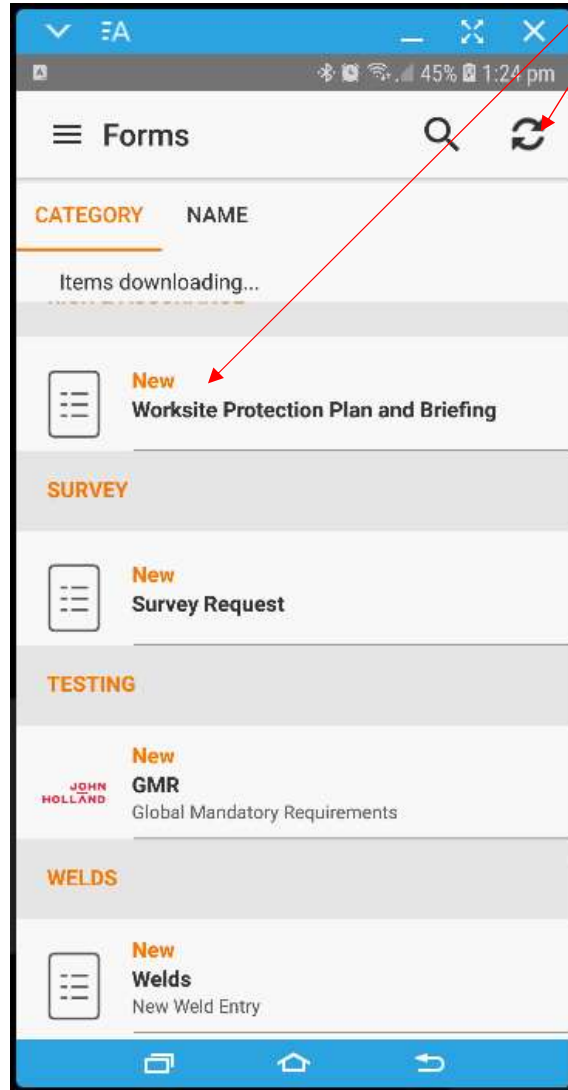 45% 1:24 pm
Forms
CATEGORY NAME
Items downloading...
New
Worksite Protection Plan and Briefing
SURVEY
New
Survey Request
TESTING
New
JOHN
HOLLAND
GMR
Global Mandatory Requirements
WELDS
New
Welds
New Weld Entry